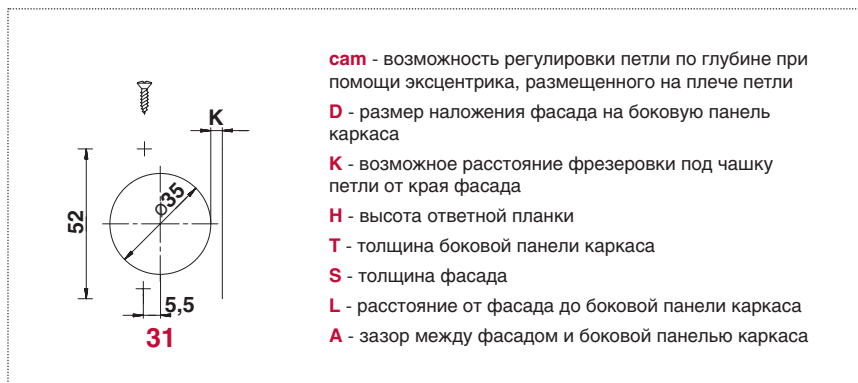 K
⌀35
52
5,5
31
cam - возможность регулировки петли по глубине при
помощи эксцентрика, размещенного на плече петли
D - размер наложения фасада на боковую панель
каркаса
K - возможное расстояние фрезеровки под чашку
петли от края фасада
H - высота ответной планки
T - толщина боковой панели каркаса
S - толщина фасада
L - расстояние от фасада до боковой панели каркаса
A - зазор между фасадом и боковой панелью каркаса